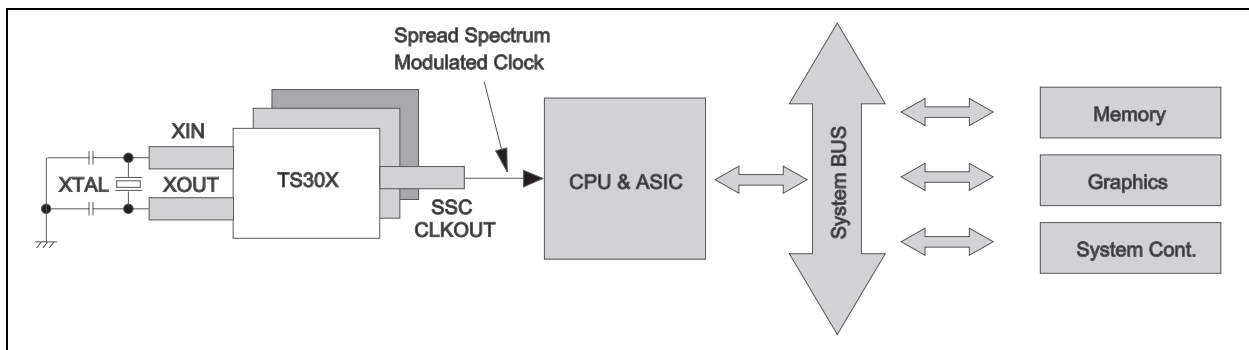 Spread Spectrum
Modulated Clock
XIN
XTAL
XOUT
TS30X
SSC
CLKOUT
CPU & ASIC
System BUS
Memory
Graphics
System Cont.